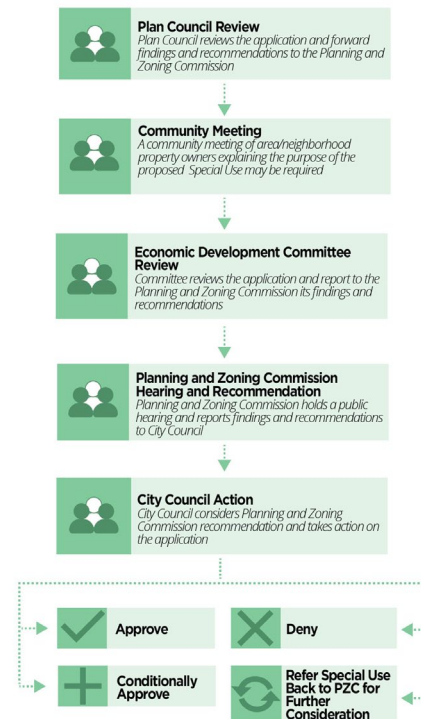 Plan Council Review
Plan Council reviews the application and forward
findings and recommendations to the Planning and
Zoning Commission
Community Meeting
A community meeting of area/neighborhood
property owners explaining the purpose of the
proposed Special Use may be required
Economic Development Committee
Review
Committee reviews the application and report to the
Planning and Zoning Commission its findings and
recommendations
Planning and Zoning Commission
Hearing and Recommendation
Planning and Zoning Commission holds a public
hearing and reports findings and recommendations
to City Council
City Council Action
City Council considers Planning and Zoning
Commission recommendation and takes action on
the application
Approve
Deny
Conditionally
Approve
Refer Special Use
Back to PZC for
Further
Consideration